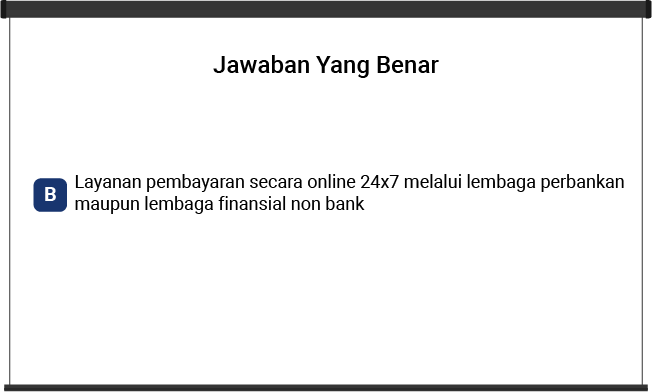 Jawaban Yang Benar
B
Layanan pembayaran secara online 24x7 melalui lembaga perbankan
maupun lembaga finansial non bank